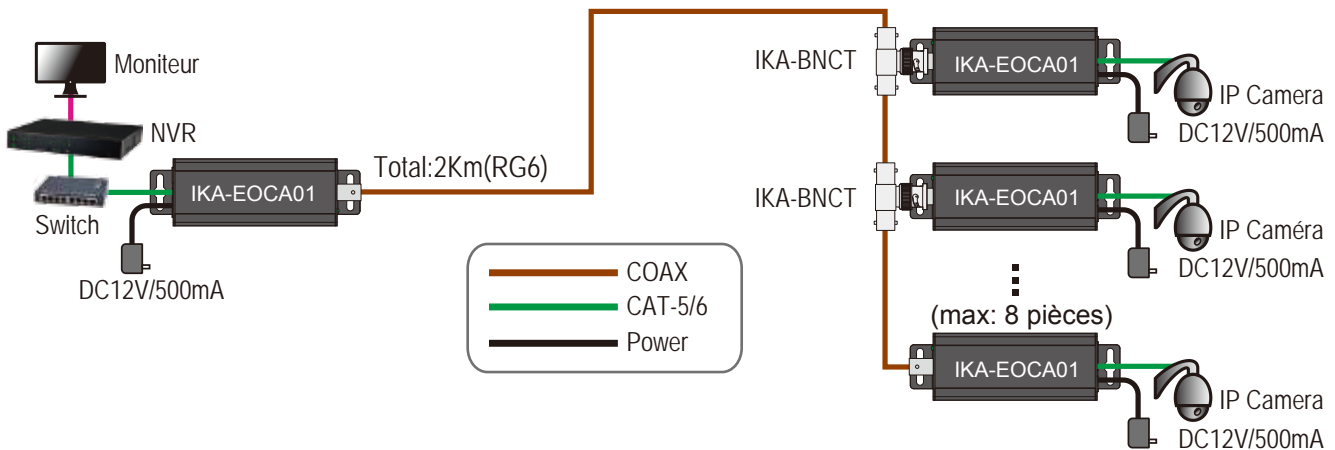 Moniteur
NVR
Switch
IKA-EOCA01
DC12V/500mA
Total:2Km(RG6)
COAX
CAT-5/6
Power
IKA-BNCT
IKA-EOCA01
IP Camera
DC12V/500mA
IKA-BNCT
IKA-EOCA01
IP Caméra
DC12V/500mA
(max: 8 pièces)
IKA-EOCA01
IP Camera
DC12V/500mA